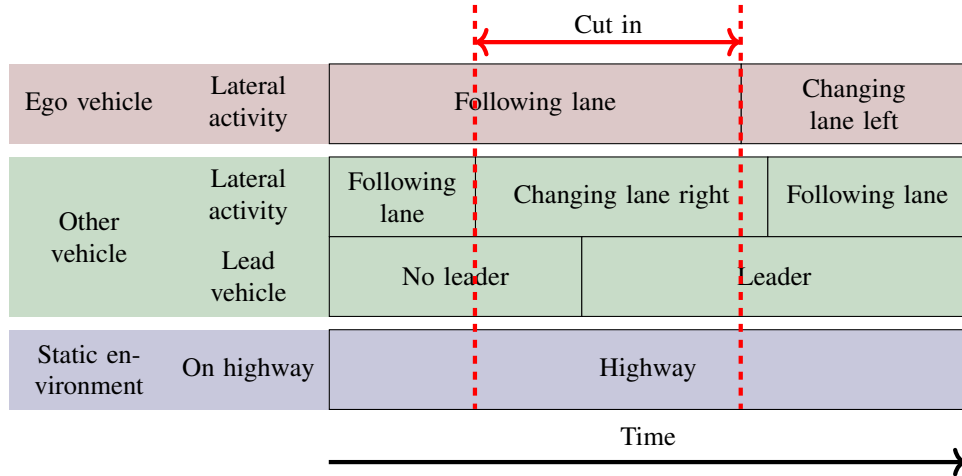 Cut in
Ego vehicle
Lateral
activity
Following lane
Changing
lane left
Other
vehicle
Lateral
activity
Following
lane
Changing lane right
Following lane
Lead
vehicle
No leader
Leader
Static en-
vironment
On highway
Highway
Time